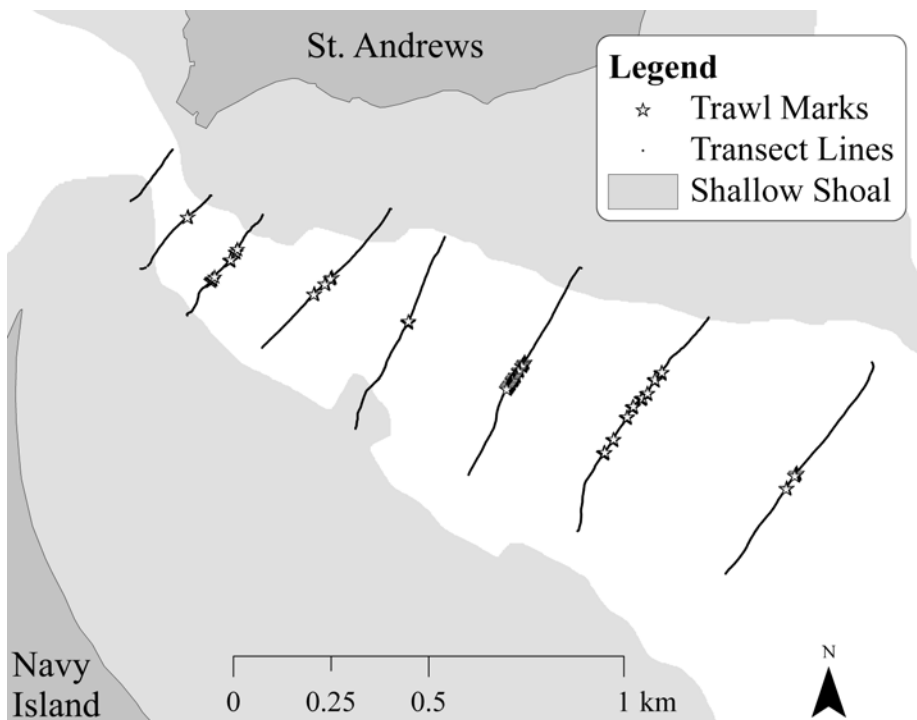 St. Andrews
Legend
Trawl Marks
Transect Lines
Shallow Shoal
Navy
Island
0 0.25 0.5 1 km
N